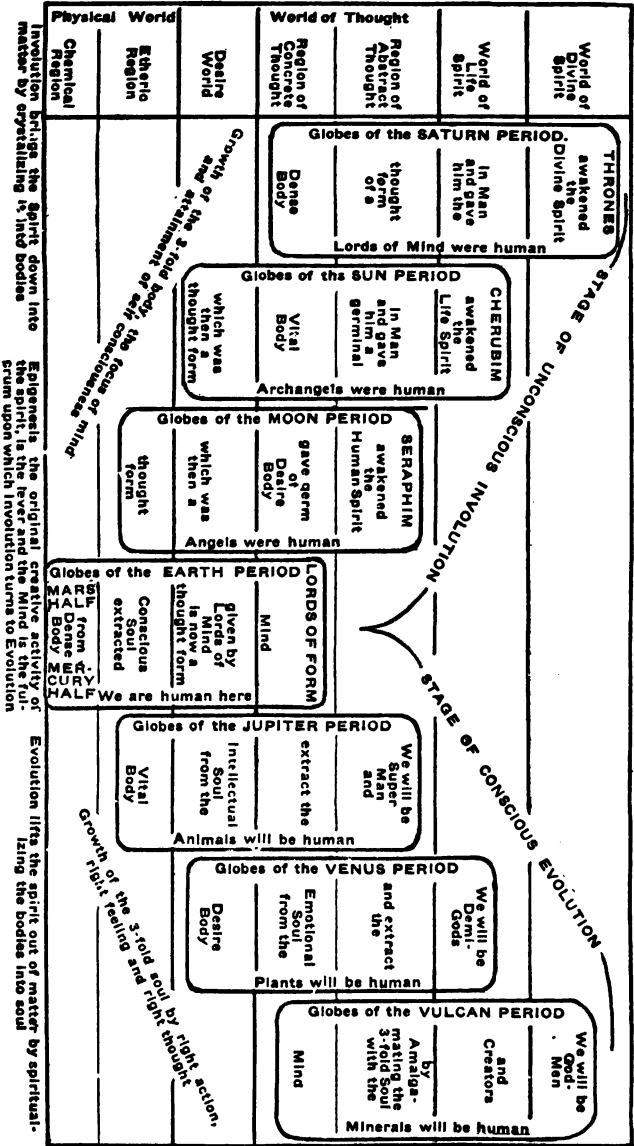 Physical World
World of Thought
Chemical
Region
Etheric
Region
Desire
World
Region of
Concrete
Thought
Region of
Abstract
Thought
World of
Life
Spirit
World of
Divine
Spirit
Globes of the SATURN PERIOD.
THRONES
awakened
the
Divine Spirit
in Man
and gave
him the
thought
form
of a
Dense
Body
Lords of Mind were human
Globes of ths SUN PERIOD
CHERUBIM
awakened
the
Life Spirit
in Man
and gave
him a
germinal
Vital
Body
which was
then a
thought form
Archangels were human
Globes of the MOON PERIOD
SERAPHIM
awakened
the
Human Spirit
gave germ
of
Desire
Body
which was
then a
thought
form
Angels were human
Globes of the EARTH PERIOD
LORDS OF FORM
Mind
given by
Lords of
Mind
is now a
thought form
Conscious
Soul
extracted
from
Dense
Body
MARS
HALF
MER-
CURY
HALF
We are human here
Globes of the JUPITER PERIOD
We will be
Super
Man
and
extract the
Intellectual
Soul
from the
Vital
Body
Animals will be human
Globes of the VENUS PERIOD
We will be
Demi-
Gods
and extract
the
Emotional
Soul
from the
Desire
Body
Plants will be human
Globes of the VULCAN PERIOD
We will be
God-
Men
and
Creators
by
Amalga-
mating the
3-fold Soul
with the
Mind
Minerals will be human
STAGE OF UNCONSCIOUS INVOLUTION
STAGE OF CONSCIOUS EVOLUTION
Growth of the 3-fold body, the focus of mind
and attainment of self consciousness
Growth of the 3-fold soul by right action,
right feeling and right thought
Involution brings the Spirit down into
matter by crystalizing it into bodies
Epigenesis the original creative activity of
the spirit, is the lever and the Mind is the ful-
crum upon which Involution turns to Evolution
Evolution lifts the spirit out of matter by spiritual-
izing the bodies into soul